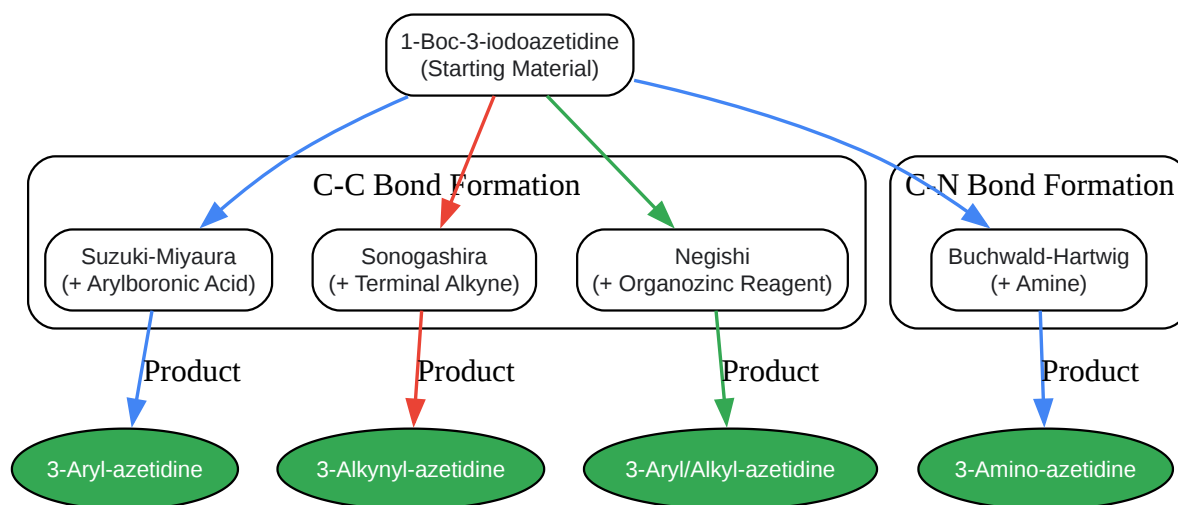 1-Boc-3-iodoazetidine
(Starting Material)
C-C Bond Formation
C-N Bond Formation
Suzuki-Miyaura
(+ Arylboronic Acid)
Sonogashira
(+ Terminal Alkyne)
Negishi
(+ Organozinc Reagent)
Buchwald-Hartwig
(+ Amine)
Product
Product
Product
Product
3-Aryl-azetidine
3-Alkynyl-azetidine
3-Aryl/Alkyl-azetidine
3-Amino-azetidine